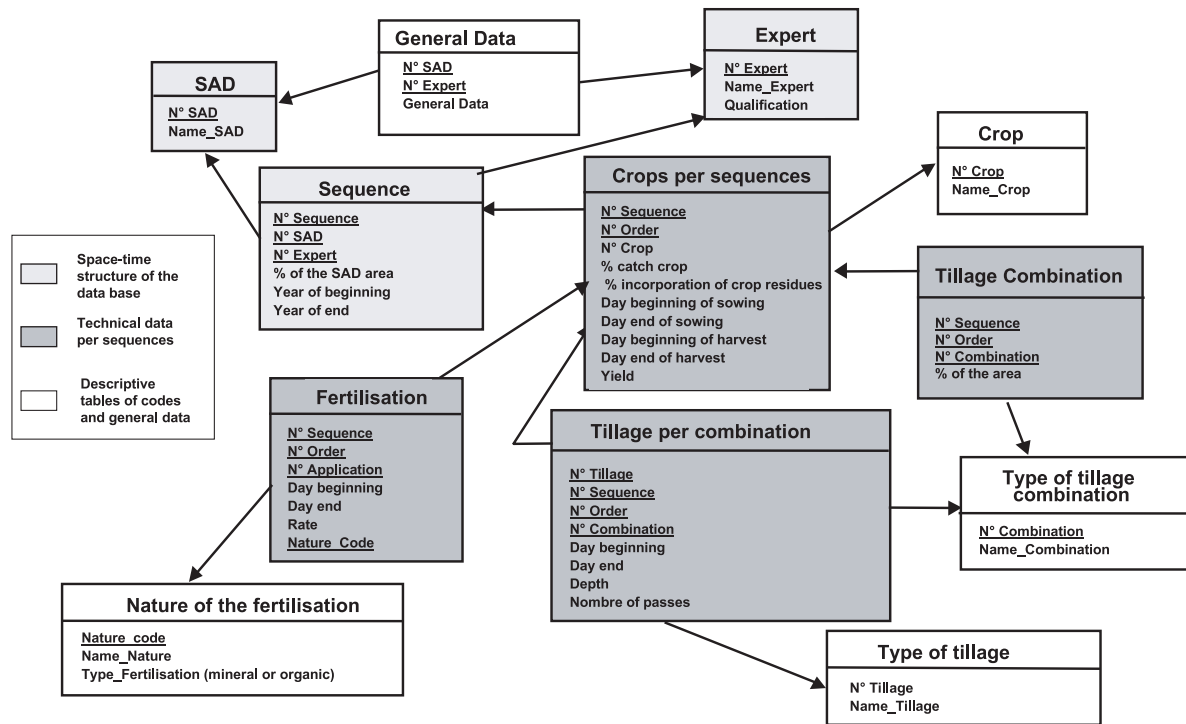 General Data
N° SAD
N° Expert
General Data
Expert
N° Expert
Name_Expert
Qualification
SAD
N° SAD
Name_SAD
Crop
N° Crop
Name_Crop
Sequence
N° Sequence
N° SAD
N° Expert
% of the SAD area
Year of beginning
Year of end
Crops per sequences
N° Sequence
N° Order
N° Crop
% catch crop
% incorporation of crop residues
Day beginning of sowing
Day end of sowing
Day beginning of harvest
Day end of harvest
Yield
Space-time
structure of the
data base
Technical data
per sequences
Descriptive
tables of codes
and general data
Tillage Combination
N° Sequence
N° Order
N° Combination
% of the area
Fertilisation
N° Sequence
N° Order
N° Application
Day beginning
Day end
Rate
Nature_Code
Tillage per combination
N° Tillage
N° Sequence
N° Order
N° Combination
Day beginning
Day end
Depth
Nombre of passes
Type of tillage
combination
N° Combination
Name_Combination
Nature of the fertilisation
Nature_code
Name_Nature
Type_Fertilisation (mineral or organic)
Type of tillage
N° Tillage
Name_Tillage